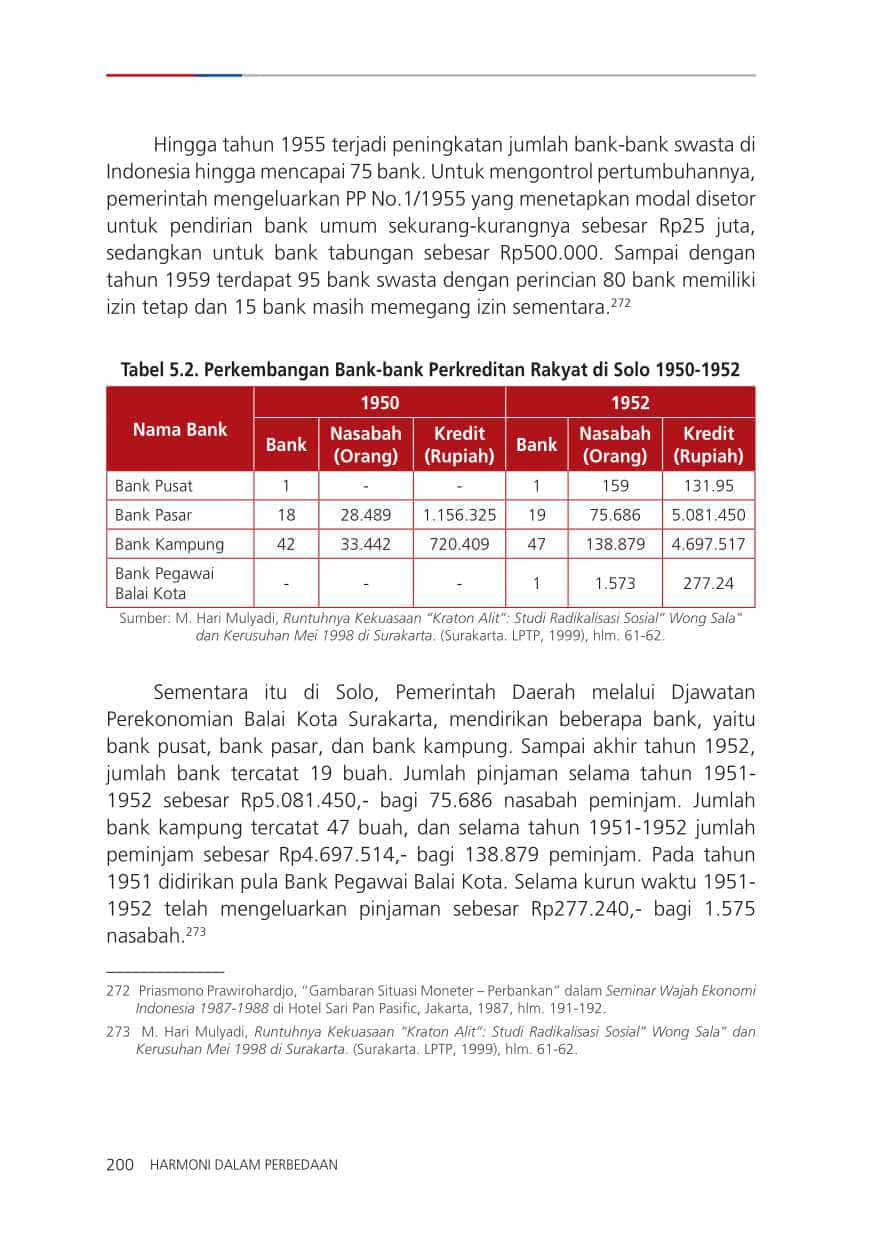 Hingga tahun 1955 terjadi peningkatan jumlah bank-bank swasta di
Indonesia hingga mencapai 75 bank. Untuk mengontrol pertumbuhannya,
pemerintah mengeluarkan PP No.1/1955 yang menetapkan modal disetor
untuk pendirian bank umum sekurang-kurangnya sebesar Rp25 juta,
sedangkan untuk bank tabungan sebesar Rp500.000. Sampai dengan
tahun 1959 terdapat 95 bank swasta dengan perincian 80 bank memiliki
izin tetap dan 15 bank masih memegang izin sementara.272
Tabel 5.2. Perkembangan Bank-bank Perkreditan Rakyat di Solo 1950-1952
Nama Bank 1950 1952
Bank Nasabah (Orang) Kredit (Rupiah) Bank Nasabah (Orang) Kredit (Rupiah)
Bank Pusat 1 - - 1 159 131.95
Bank Pasar 18 28.489 1.156.325 19 75.686 5.081.450
Bank Kampung 42 33.442 720.409 47 138.879 4.697.517
Bank Pegawai Balai Kota - - - 1 1.573 277.24
Sumber: M. Hari Mulyadi, Runtuhnya Kekuasaan “Kraton Alit”: Studi Radikalisasi Sosial” Wong Sala”
dan Kerusuhan Mei 1998 di Surakarta. (Surakarta. LPTP, 1999), hlm. 61-62.
Sementara itu di Solo, Pemerintah Daerah melalui Djawatan
Perekonomian Balai Kota Surakarta, mendirikan beberapa bank, yaitu
bank pusat, bank pasar, dan bank kampung. Sampai akhir tahun 1952,
jumlah bank tercatat 19 buah. Jumlah pinjaman selama tahun 1951-
1952 sebesar Rp5.081.450,- bagi 75.686 nasabah peminjam. Jumlah
bank kampung tercatat 47 buah, dan selama tahun 1951-1952 jumlah
peminjam sebesar Rp4.697.514,- bagi 138.879 peminjam. Pada tahun
1951 didirikan pula Bank Pegawai Balai Kota. Selama kurun waktu 1951-
1952 telah mengeluarkan pinjaman sebesar Rp277.240,- bagi 1.575
nasabah.273
272 Priasmono Prawirohardjo, “Gambaran Situasi Moneter – Perbankan” dalam Seminar Wajah Ekonomi
Indonesia 1987-1988 di Hotel Sari Pan Pasific, Jakarta, 1987, hlm. 191-192.
273 M. Hari Mulyadi, Runtuhnya Kekuasaan “Kraton Alit”: Studi Radikalisasi Sosial” Wong Sala” dan
Kerusuhan Mei 1998 di Surakarta. (Surakarta. LPTP, 1999), hlm. 61-62.
200 HARMONI DALAM PERBEDAAN